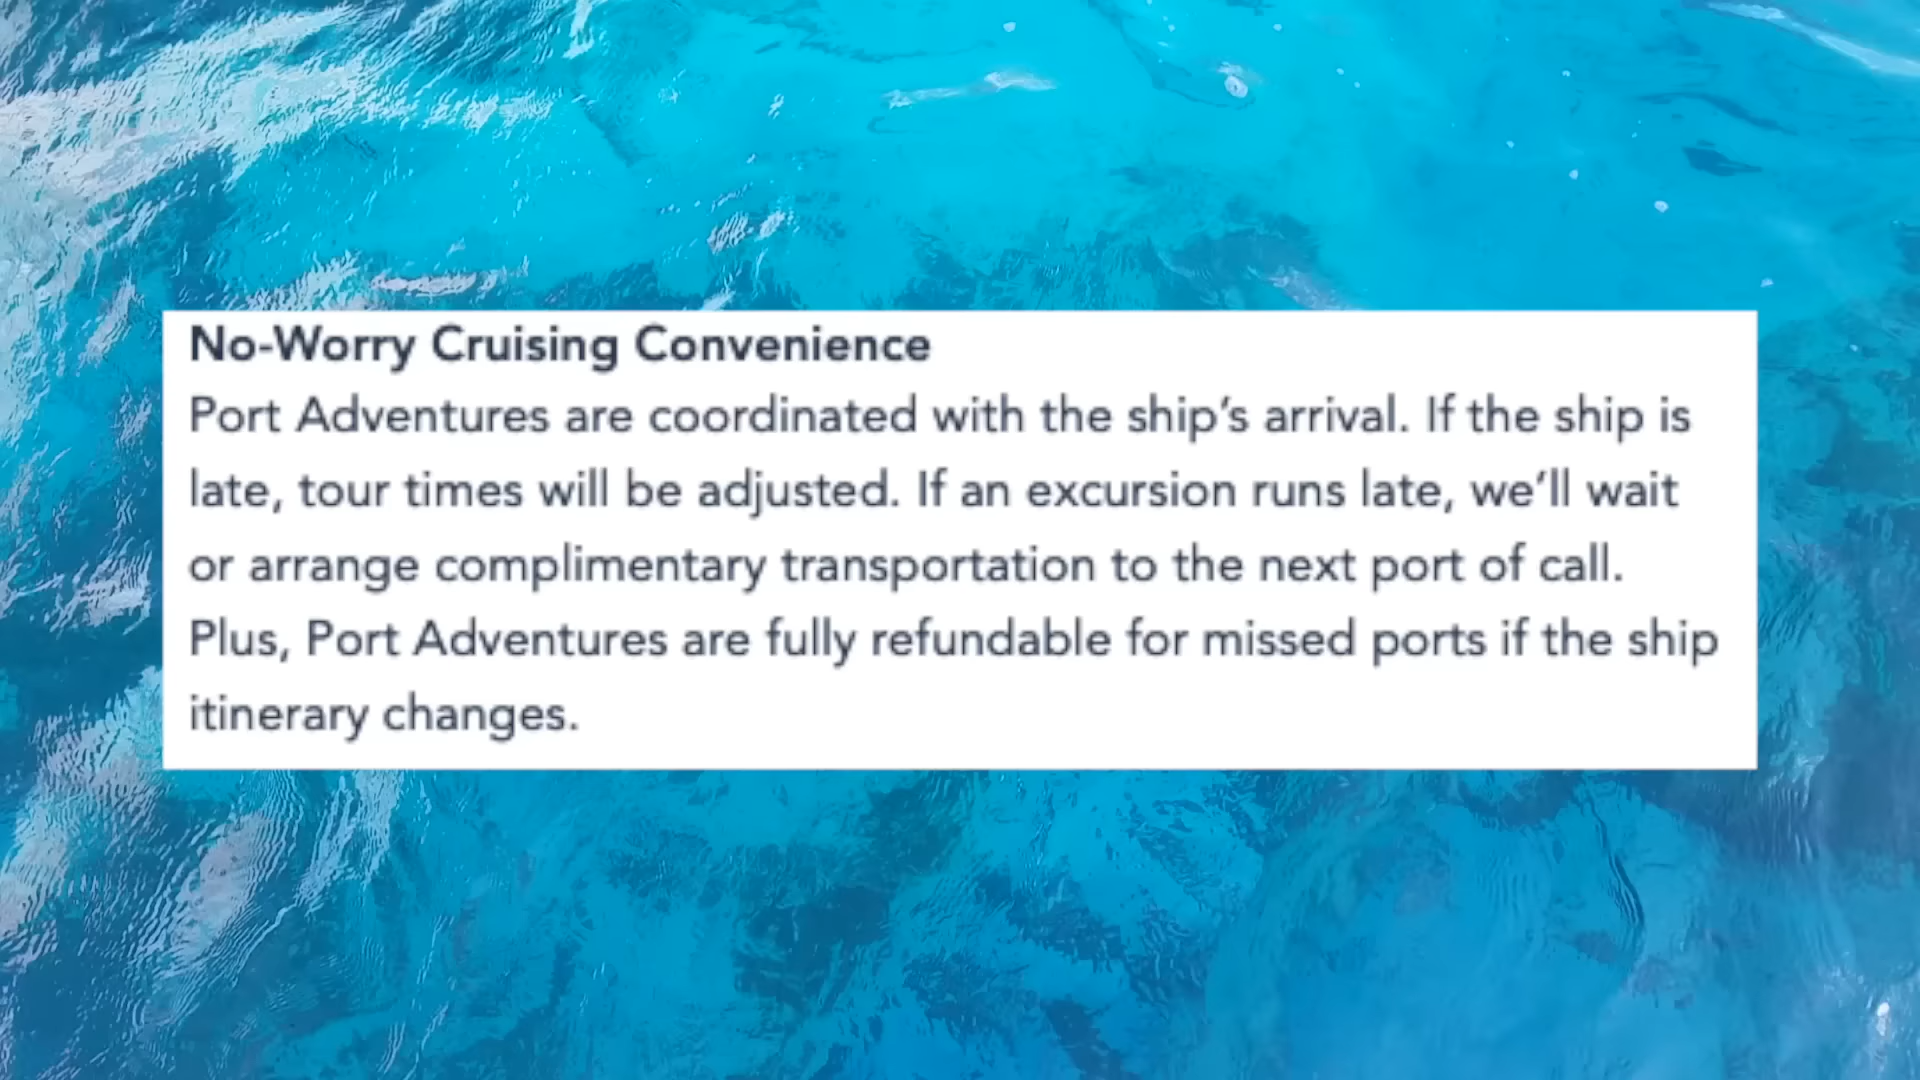 No-Worry Cruising Convenience
Port Adventures are coordinated with the ship’s arrival. If the ship is
late, tour times will be adjusted. If an excursion runs late, we’ll wait
or arrange complimentary transportation to the next port of call.
Plus, Port Adventures are fully refundable for missed ports if the ship
itinerary changes.